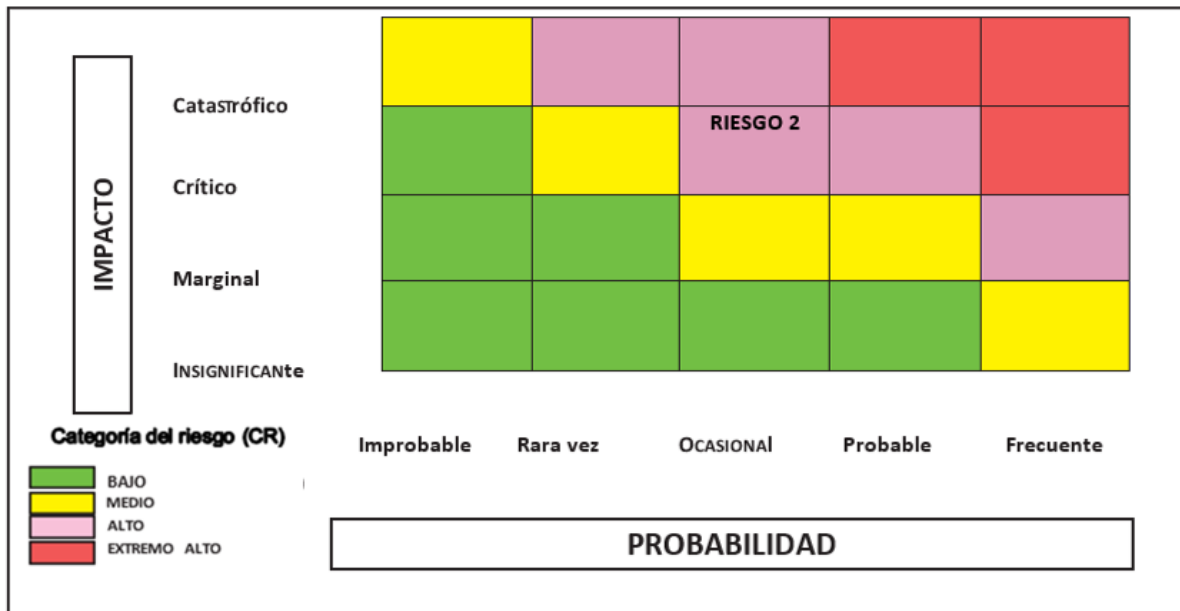 IMPACTO
Catastrófico
RIESGO 2
Crítico
Marginal
INSIGNIFICANte
Categoría del riesgo (CR)
Improbable Rara vez OCASIONAl Probable Frecuente
BAJO
MEDIO
ALTO
EXTREMO ALTO
PROBABILIDAD